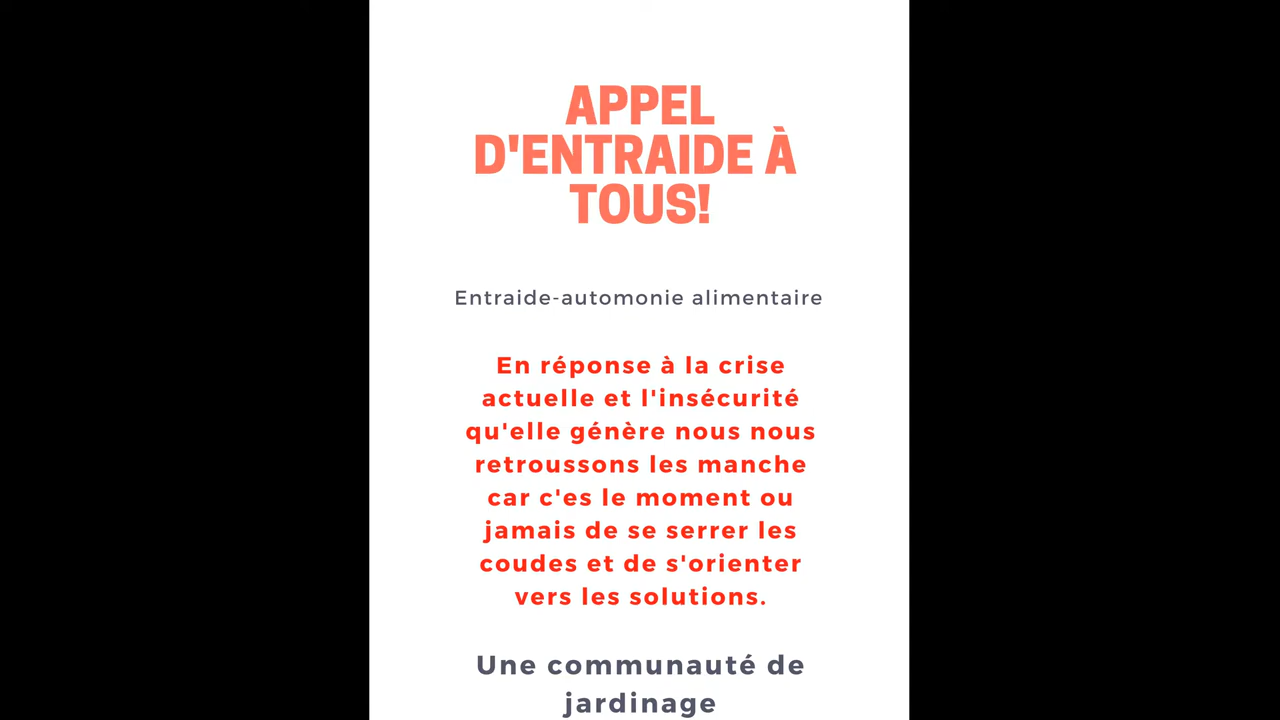 APPEL
D'ENTRAIDE À
TOUS!
Entraide-automonie alimentaire
En réponse à la crise
actuelle et l'insécurité
qu'elle génère nous nous
retroussons les manche
car c'es le moment ou
jamais de se serrer les
coudes et de s'orienter
vers les solutions.
Une communauté de
jardinage